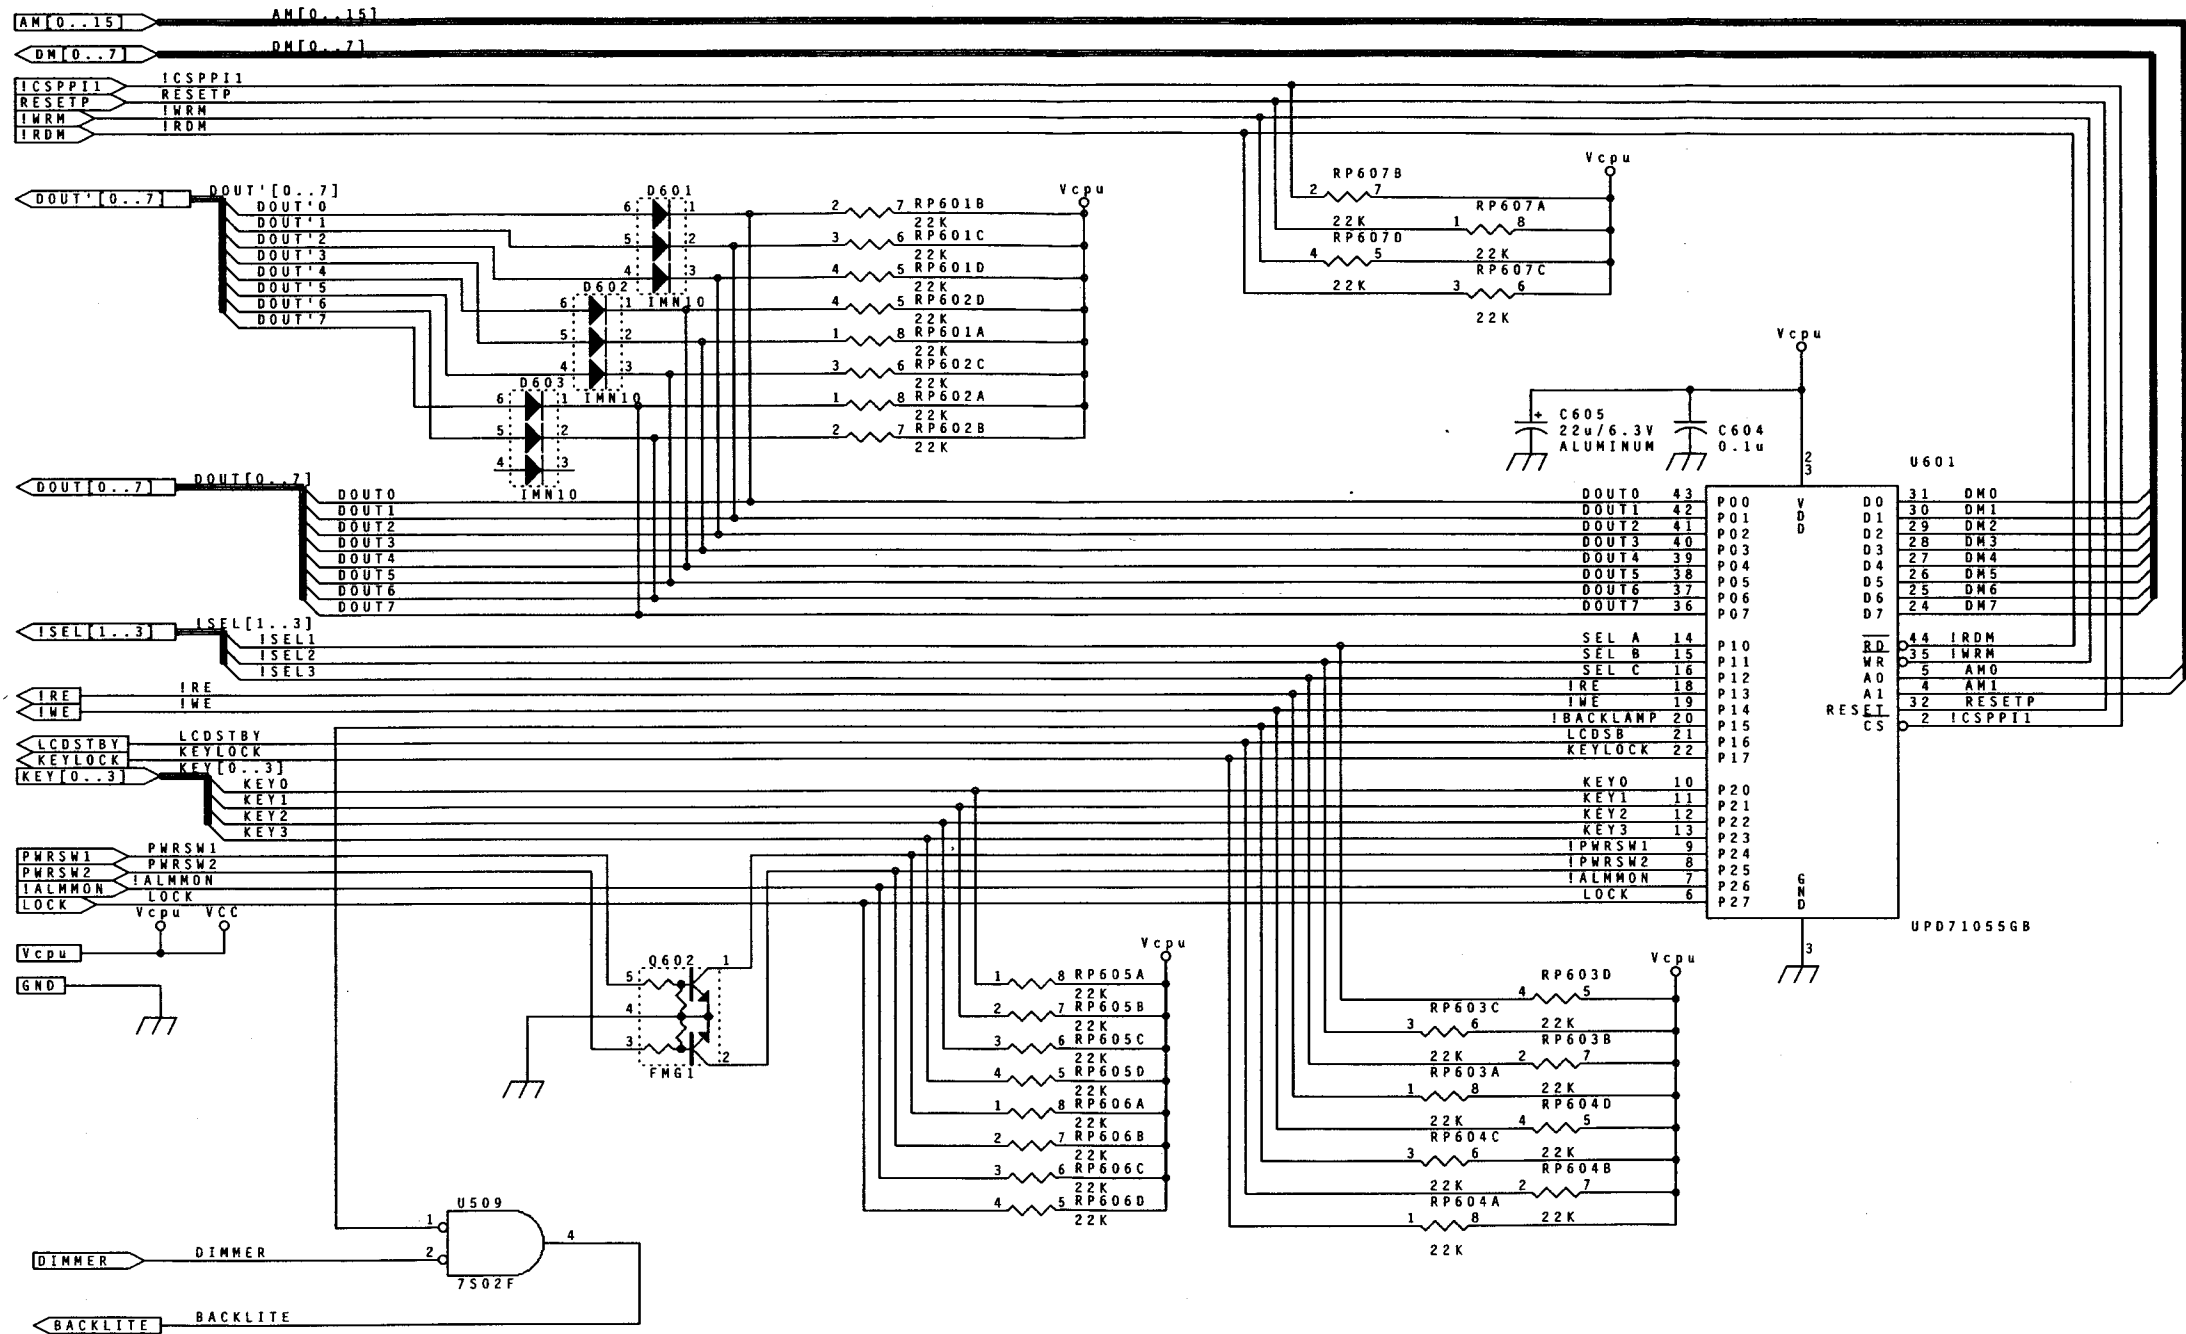 AM[0..15] AM[0..15]
DM[0..7] DM[0..7]
!CSPPI1 !CSPPI1
RESETP RESETP
!WRM !WRM
!RDM !RDM
DOUT'[0..7] DOUT'[0..7]
DOUT'0
DOUT'1
DOUT'2
DOUT'3
DOUT'4
DOUT'5
DOUT'6
DOUT'7
D601
6 1
5 2
4 3
IMN10
D602
6 1
5 2
4 3
IMN10
D603
6 1
5 2
4 3
IMN10
Vcpu
2 7 RP601B
22K
3 6 RP601C
22K
4 5 RP601D
22K
4 5 RP602D
22K
1 8 RP601A
22K
3 6 RP602C
22K
1 8 RP602A
22K
2 7 RP602B
22K
Vcpu
RP607B
2 7
22K
RP607A
1 8
22K
RP607D
4 5
22K
RP607C
3 6
22K
Vcpu
+ C605
22u/6.3V
ALUMINUM
C604
0.1u
23
U601
DOUT[0..7] DOUT[0..7]
DOUT0 DOUT0 43 P00
DOUT1 DOUT1 42 P01
DOUT2 DOUT2 41 P02
DOUT3 DOUT3 40 P03
DOUT4 DOUT4 39 P04
DOUT5 DOUT5 38 P05
DOUT6 DOUT6 37 P06
DOUT7 DOUT7 36 P07
VDD
D0 31 DM0
D1 30 DM1
D2 29 DM2
D3 28 DM3
D4 27 DM4
D5 26 DM5
D6 25 DM6
D7 24 DM7
!SEL[1..3] !SEL[1..3]
!SEL1 SEL A 14 P10
!SEL2 SEL B 15 P11
!SEL3 SEL C 16 P12
!RE !RE !RE 18 P13
!WE !WE !WE 19 P14
!BACKLAMP 20 P15
LCDSTBY LCDSTBY LCDSB 21 P16
KEYLOCK KEYLOCK KEYLOCK 22 P17
RD 44 !RDM
WR 35 !WRM
A0 5 AM0
A1 4 AM1
RESET 32 RESETP
CS 2 !CSPPI1
KEY[0..3] KEY[0..3]
KEY0 KEY0 10 P20
KEY1 KEY1 11 P21
KEY2 KEY2 12 P22
KEY3 KEY3 13 P23
PWRSW1 PWRSW1 !PWRSW1 9 P24
PWRSW2 PWRSW2 !PWRSW2 8 P25
!ALMMON !ALMMON !ALMMON 7 P26
LOCK LOCK LOCK 6 P27
GND
3
UPD71055GB
Vcpu VCC
Vcpu
GND
Q602
5 1
4
3 2
FMG1
Vcpu
1 8 RP605A
22K
2 7 RP605B
22K
3 6 RP605C
22K
4 5 RP605D
22K
1 8 RP606A
22K
2 7 RP606B
22K
3 6 RP606C
22K
4 5 RP606D
22K
Vcpu
RP603D
4 5
22K
RP603C
3 6
22K
RP603B
2 7
22K
RP603A
1 8
22K
RP604D
4 5
22K
RP604C
3 6
22K
RP604B
2 7
22K
RP604A
1 8
22K
U509
1
2
4
7S02F
DIMMER DIMMER
BACKLITE BACKLITE